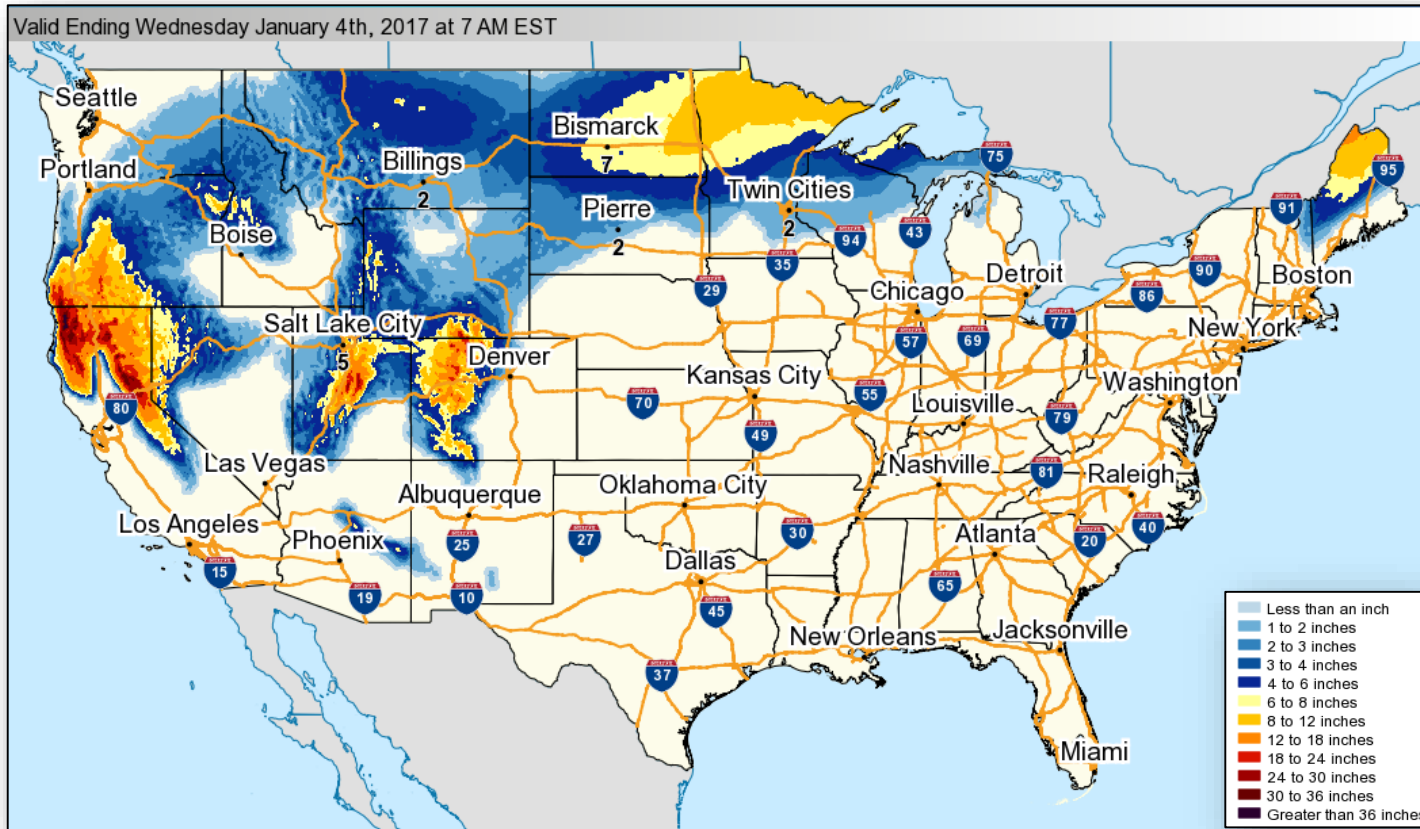 Valid Ending Wednesday January 4th, 2017 at 7 AM EST
Seattle
Portland
Billings
2
Bismarck
7
Twin Cities
2
Pierre
2
Boise
75
95
91
94
43
35
29
90
86
Boston
Detroit
Chicago
Salt Lake City
5
Denver
77
New York
57
69
80
70
Kansas City
55
Louisville
79
Washington
49
Las Vegas
Albuquerque
Oklahoma City
Nashville
81
Raleigh
Los Angeles
Phoenix
25
27
30
Atlanta
20
40
15
19
10
Dallas
45
65
37
New Orleans
Jacksonville
Miami
Less than an inch
1 to 2 inches
2 to 3 inches
3 to 4 inches
4 to 6 inches
6 to 8 inches
8 to 12 inches
12 to 18 inches
18 to 24 inches
24 to 30 inches
30 to 36 inches
Greater than 36 inches